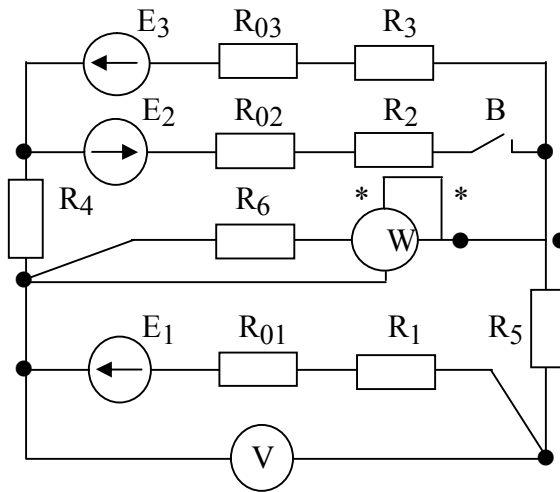 E₃ R₀₃ R₃
E₂ R₀₂ R₂ B
R₄ R₆ * W *
E₁ R₀₁ R₁ R₅
V